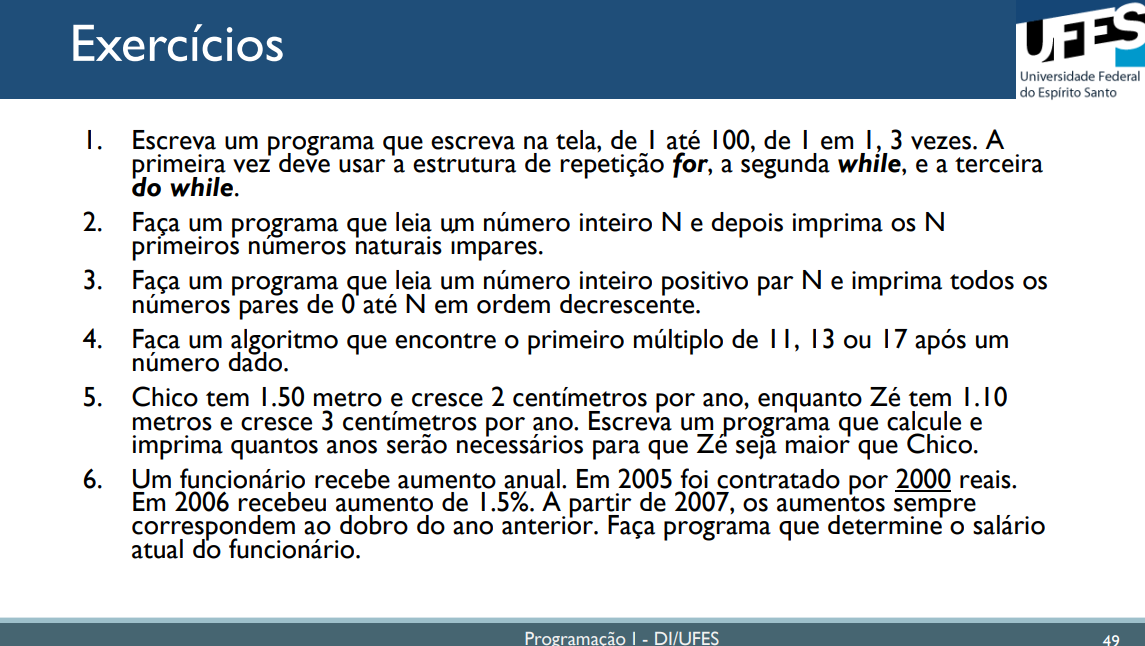 Exercícios
UFES
Universidade Federal
do Espírito Santo
1. Escreva um programa que escreva na tela, de 1 até 100, de 1 em 1, 3 vezes. A
primeira vez deve usar a estrutura de repetição for, a segunda while, e a terceira
do while.
2. Faça um programa que leia um número inteiro N e depois imprima os N
primeiros números naturais ímpares.
3. Faça um programa que leia um número inteiro positivo par N e imprima todos os
números pares de 0 até N em ordem decrescente.
4. Faca um algoritmo que encontre o primeiro múltiplo de 11, 13 ou 17 após um
número dado.
5. Chico tem 1.50 metro e cresce 2 centímetros por ano, enquanto Zé tem 1.10
metros e cresce 3 centímetros por ano. Escreva um programa que calcule e
imprima quantos anos serão necessários para que Zé seja maior que Chico.
6. Um funcionário recebe aumento anual. Em 2005 foi contratado por 2000 reais.
Em 2006 recebeu aumento de 1.5%. A partir de 2007, os aumentos sempre
correspondem ao dobro do ano anterior. Faça programa que determine o salário
atual do funcionário.
Programação I - DI/UFES
49